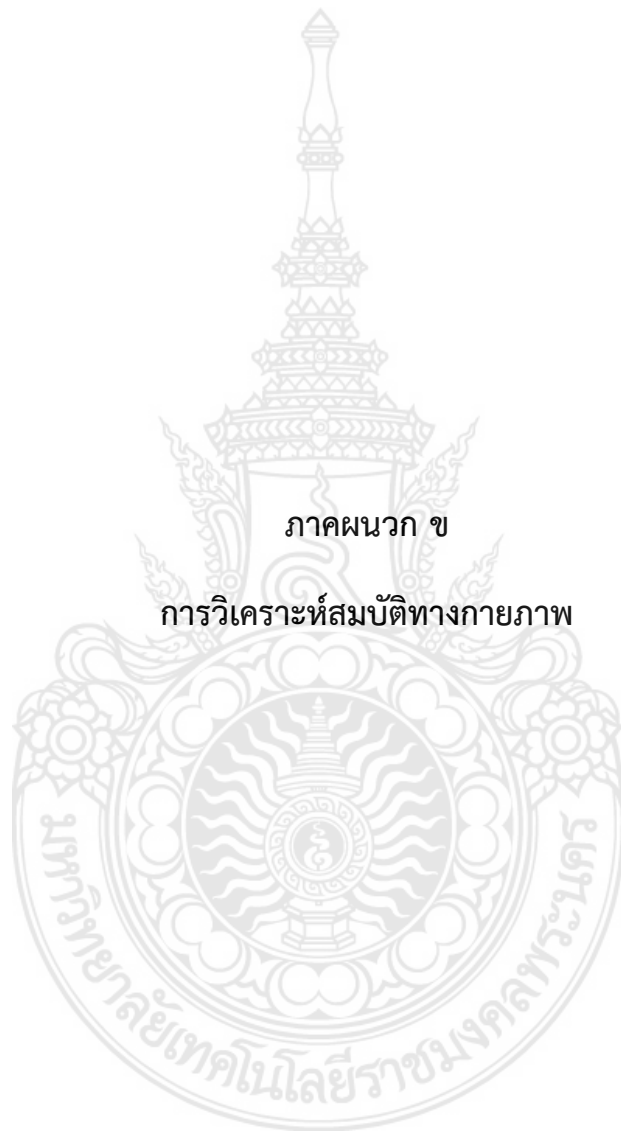 ภาคผนวก ข
การวิเคราะห์สมบัติทางกายภาพ
มหาวิทยาลัยเทคโนโลยีราชมงคลพระนคร